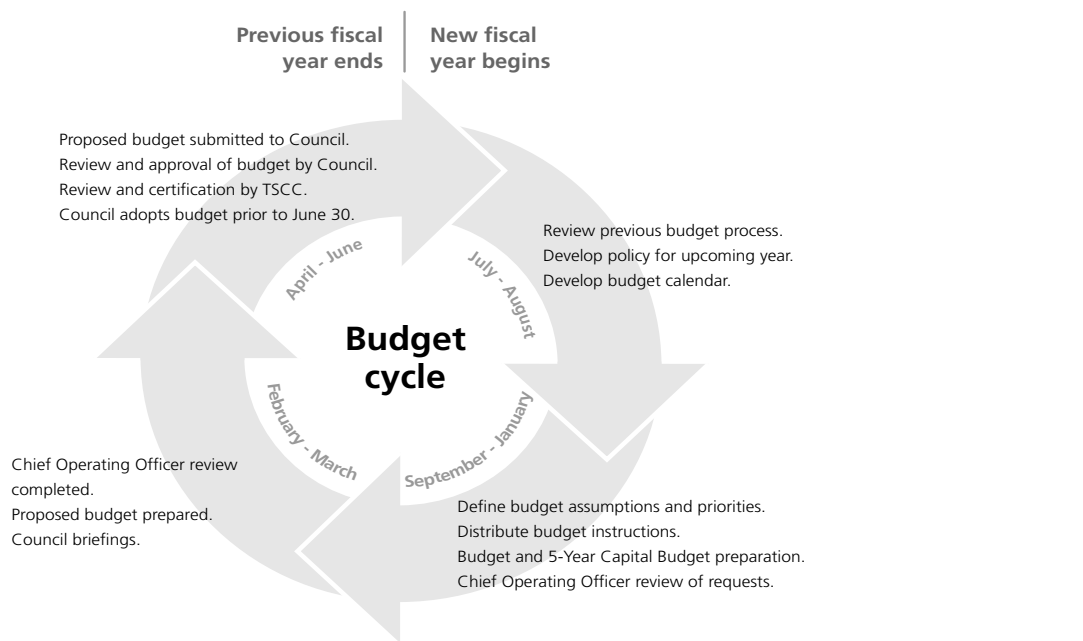 Previous fiscal
year ends
New fiscal
year begins
Proposed budget submitted to Council.
Review and approval of budget by Council.
Review and certification by TSCC.
Council adopts budget prior to June 30.
April - June
July - August
Review previous budget process.
Develop policy for upcoming year.
Develop budget calendar.
Budget
cycle
February - March
September - January
Chief Operating Officer review
completed.
Proposed budget prepared.
Council briefings.
Define budget assumptions and priorities.
Distribute budget instructions.
Budget and 5-Year Capital Budget preparation.
Chief Operating Officer review of requests.